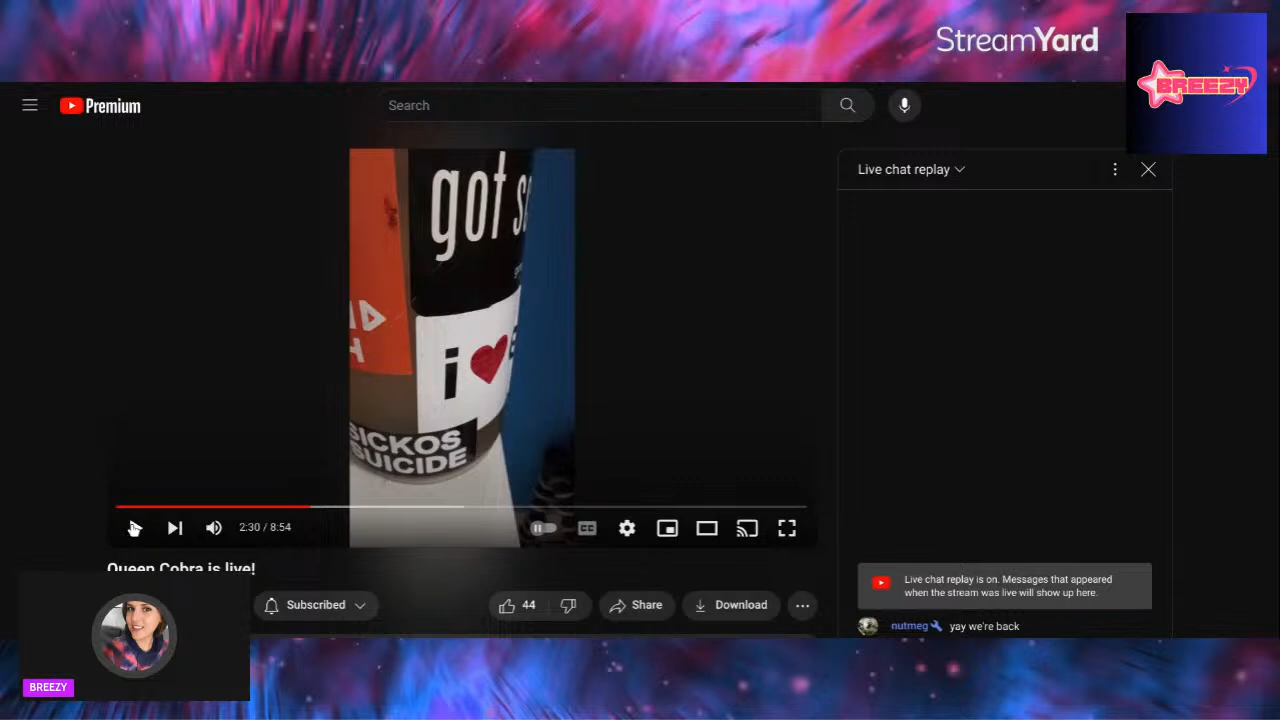 StreamYard
BREEZY
Premium
Search
Live chat replay
got
i
SICKOS
SUICIDE
2:30 / 8:54
CC
Queen Cobra is live!
Subscribed
44
Share
Download
Live chat replay is on. Messages that appeared
when the stream was live will show up here.
nutmeg yay we're back
BREEZY